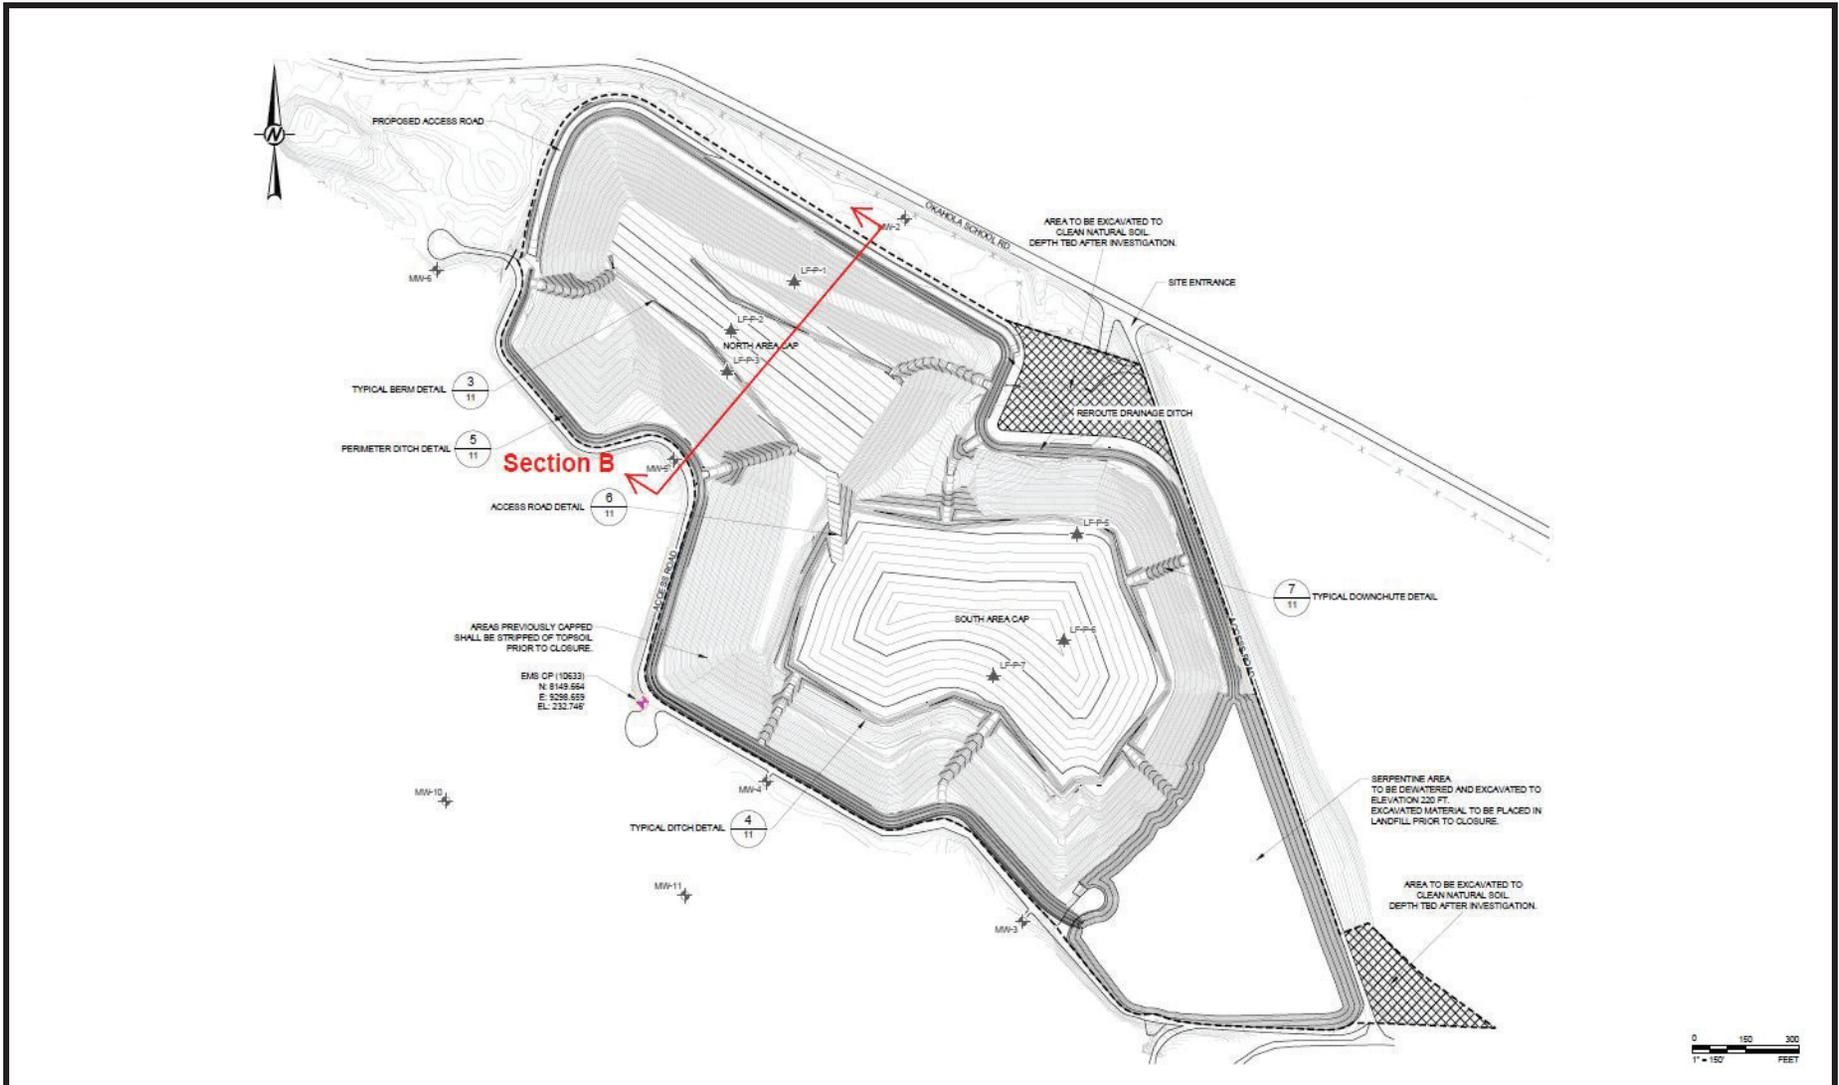 N
PROPOSED ACCESS ROAD
MW-2
OKAHOLA SCHOOL RD.
AREA TO BE EXCAVATED TO
CLEAN NATURAL SOIL.
DEPTH TBD AFTER INVESTIGATION.
SITE ENTRANCE
MW-6
LF-P-1
LF-P-2
NORTH AREA CAP
LF-P-3
TYPICAL BERM DETAIL
3
11
REROUTE DRAINAGE DITCH
PERIMETER DITCH DETAIL
5
11
Section B
MW-5
ACCESS ROAD DETAIL
6
11
LF-P-5
ACCESS ROAD
7
11
TYPICAL DOWNCHUTE DETAIL
SOUTH AREA CAP
LF-P-6
AREAS PREVIOUSLY CAPPED
SHALL BE STRIPPED OF TOPSOIL
PRIOR TO CLOSURE.
ACCESS ROAD
LF-P-7
EMS CP (10633)
N: 8149.664
E: 9298.659
EL: 232.746'
MW-10
MW-4
SERPENTINE AREA
TO BE DEWATERED AND EXCAVATED TO
ELEVATION 220 FT.
EXCAVATED MATERIAL TO BE PLACED IN
LANDFILL PRIOR TO CLOSURE.
TYPICAL DITCH DETAIL
4
11
MW-11
AREA TO BE EXCAVATED TO
CLEAN NATURAL SOIL.
DEPTH TBD AFTER INVESTIGATION.
MW-3
0 150 300
1" = 150' FEET